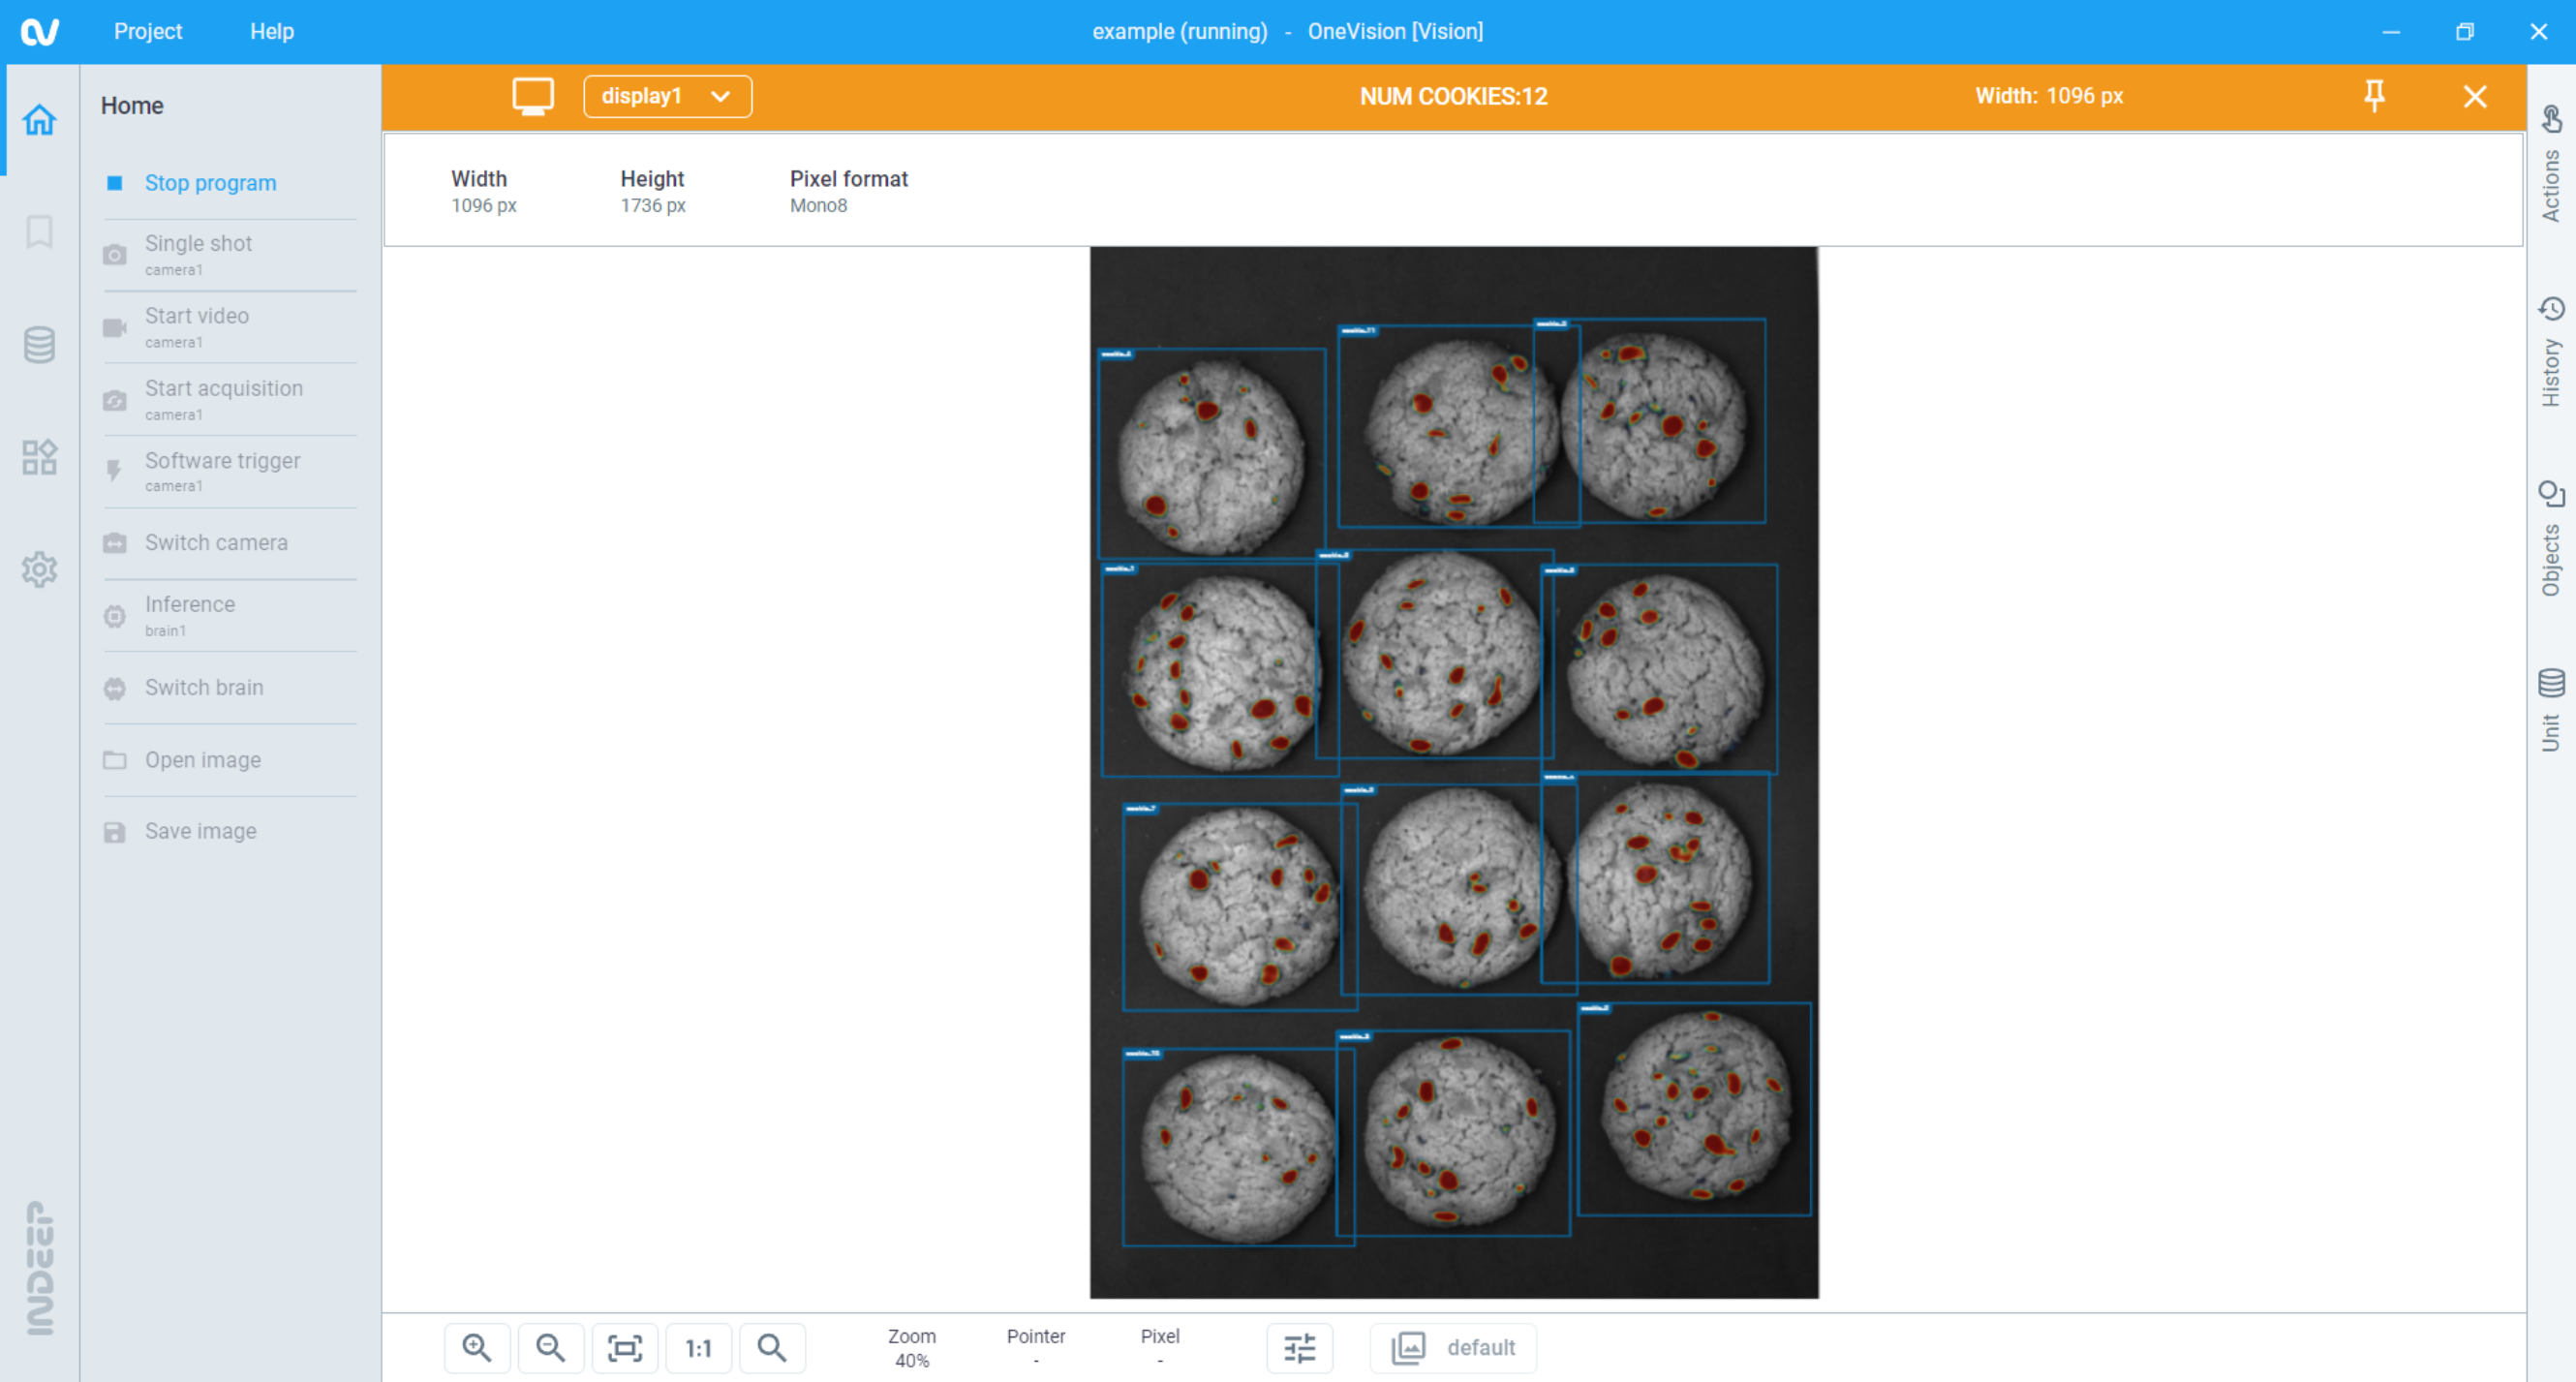 Project
Help
example (running) - OneVision [Vision]
Home
display1
NUM COOKIES:12
Width: 1096 px
Stop program
Width
Height
Pixel format
1096 px
1736 px
Mono8
Single shot
camera1
Start video
camera1
Start acquisition
camera1
Software trigger
camera1
Switch camera
Inference
brain1
Switch brain
Open image
Save image
Actions
History
Objects
Unit
INDEEP
Zoom
40%
Pointer
-
Pixel
-
1:1
default